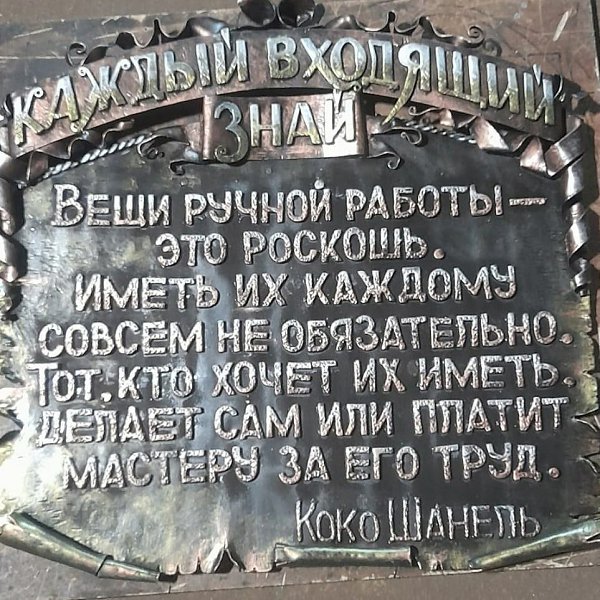 КАЖДЫЙ ВХОДЯЩИЙ
ЗНАЙ
ВЕЩИ РУЧНОЙ РАБОТЫ —
ЭТО РОСКОШЬ.
ИМЕТЬ ИХ КАЖДОМУ
СОВСЕМ НЕ ОБЯЗАТЕЛЬНО.
ТОТ, КТО ХОЧЕТ ИХ ИМЕТЬ.
ДЕЛАЕТ САМ ИЛИ ПЛАТИТ
МАСТЕРУ ЗА ЕГО ТРУД.
КОКО ШАНЕЛЬ